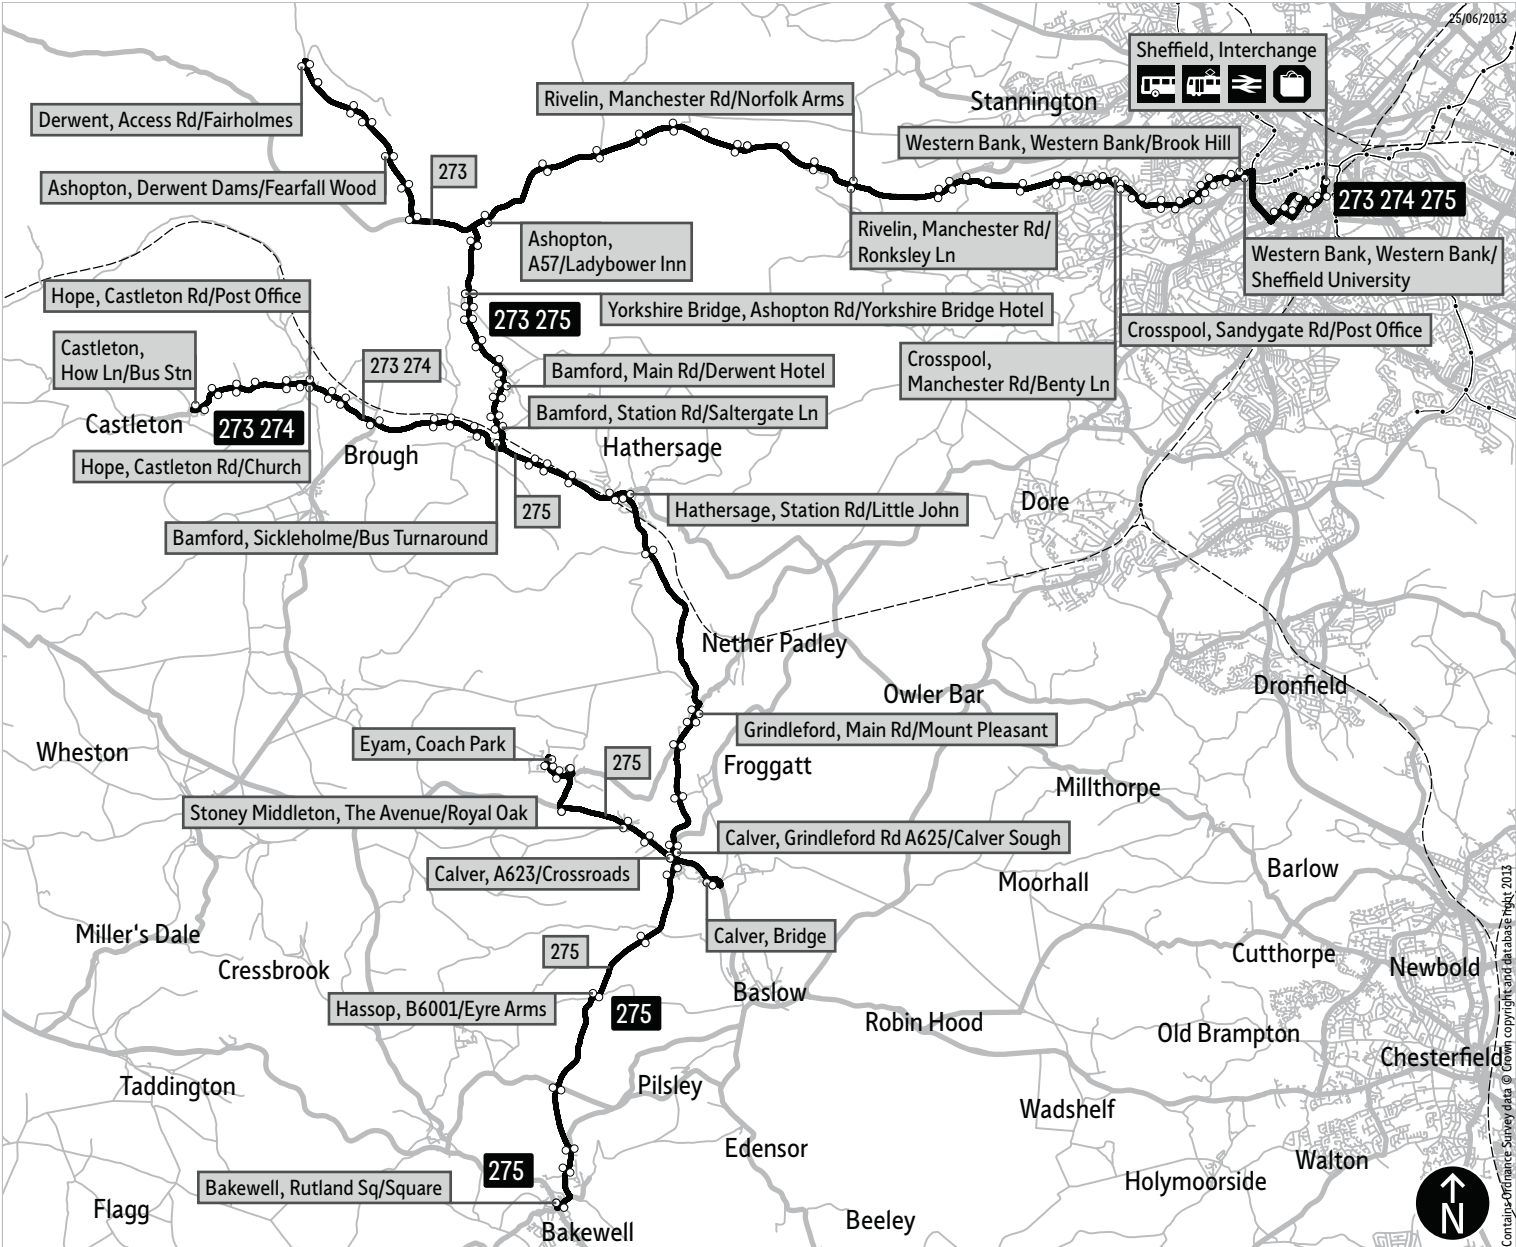 25/06/2013
Sheffield, Interchange
Derwent, Access Rd/Fairholmes
Rivelin, Manchester Rd/Norfolk Arms
Stannington
Western Bank, Western Bank/Brook Hill
Ashopton, Derwent Dams/Fearfall Wood
273
273 274 275
Ashopton,
A57/Ladybower Inn
Rivelin, Manchester Rd/
Ronksley Ln
Western Bank, Western Bank/
Sheffield University
Hope, Castleton Rd/Post Office
273 275
Yorkshire Bridge, Ashopton Rd/Yorkshire Bridge Hotel
Crosspool, Sandygate Rd/Post Office
Castleton,
How Ln/Bus Stn
273 274
Bamford, Main Rd/Derwent Hotel
Crosspool,
Manchester Rd/Benty Ln
Bamford, Station Rd/Saltergate Ln
Castleton
273 274
Brough
Hathersage
Hope, Castleton Rd/Church
Dore
275
Hathersage, Station Rd/Little John
Bamford, Sickleholme/Bus Turnaround
Nether Padley
Owler Bar
Dronfield
Grindleford, Main Rd/Mount Pleasant
Eyam, Coach Park
Wheston
275
Froggatt
Millthorpe
Stoney Middleton, The Avenue/Royal Oak
Calver, Grindleford Rd A625/Calver Sough
Calver, A623/Crossroads
Moorhall
Barlow
Miller's Dale
Calver, Bridge
275
Cutthorpe
Newbold
Cressbrook
Baslow
Hassop, B6001/Eyre Arms
275
Robin Hood
Old Brampton
Chesterfield
Taddington
Pilsley
Wadshelf
Edensor
Walton
275
Holymoorside
Bakewell, Rutland Sq/Square
Flagg
Bakewell
Beeley
N
Contains Ordnance Survey data © Crown copyright and database right 2013